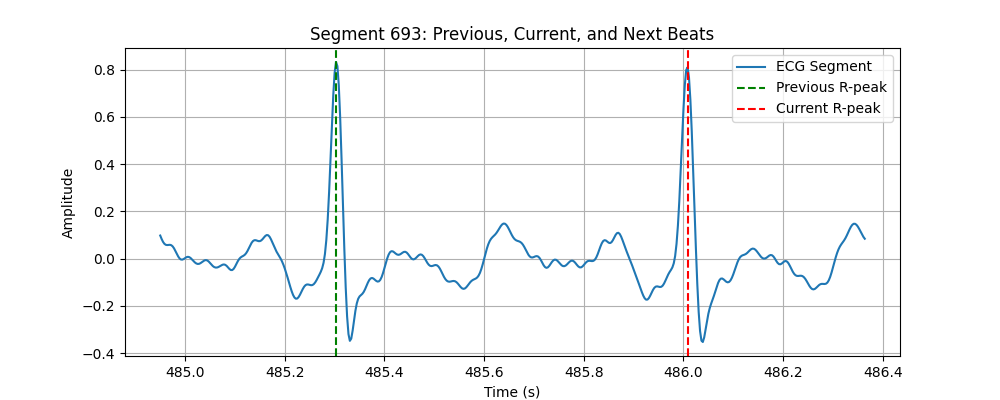 Segment 693: Previous, Current, and Next Beats
ECG Segment
Previous R-peak
Current R-peak
Amplitude
0.8
0.6
0.4
0.2
0.0
−0.2
−0.4
485.0 485.2 485.4 485.6 485.8 486.0 486.2 486.4
Time (s)